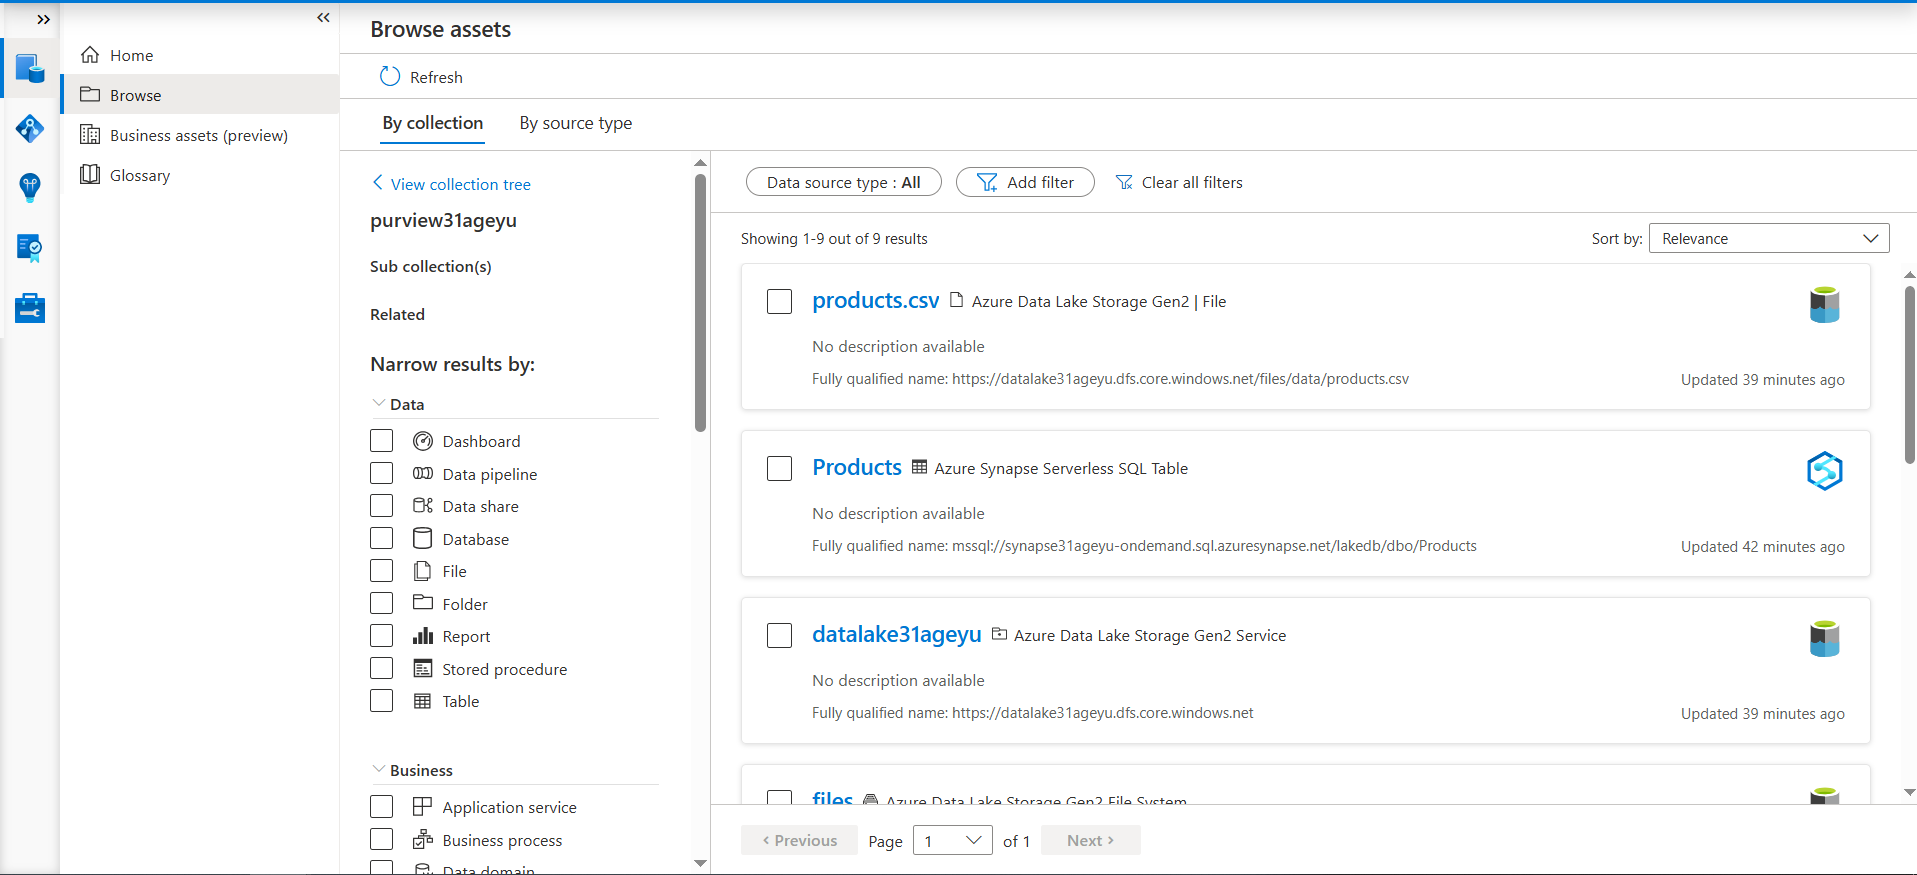 Home
Browse
Business assets (preview)
Glossary
Browse assets
Refresh
By collection
By source type
View collection tree
purview31ageyu
Sub collection(s)
Related
Narrow results by:
Data
Dashboard
Data pipeline
Data share
Database
File
Folder
Report
Stored procedure
Table
Business
Application service
Business process
Data domain
Data source type : All
Add filter
Clear all filters
Showing 1-9 out of 9 results
Sort by: Relevance
products.csv Azure Data Lake Storage Gen2 | File
No description available
Fully qualified name: https://datalake31ageyu.dfs.core.windows.net/files/data/products.csv
Updated 39 minutes ago
Products Azure Synapse Serverless SQL Table
No description available
Fully qualified name: mssql://synapse31ageyu-ondemand.sql.azuresynapse.net/lakedb/dbo/Products
Updated 42 minutes ago
datalake31ageyu Azure Data Lake Storage Gen2 Service
No description available
Fully qualified name: https://datalake31ageyu.dfs.core.windows.net
Updated 39 minutes ago
files Azure Data Lake Storage Gen2 File System
< Previous Page 1 of 1 Next >